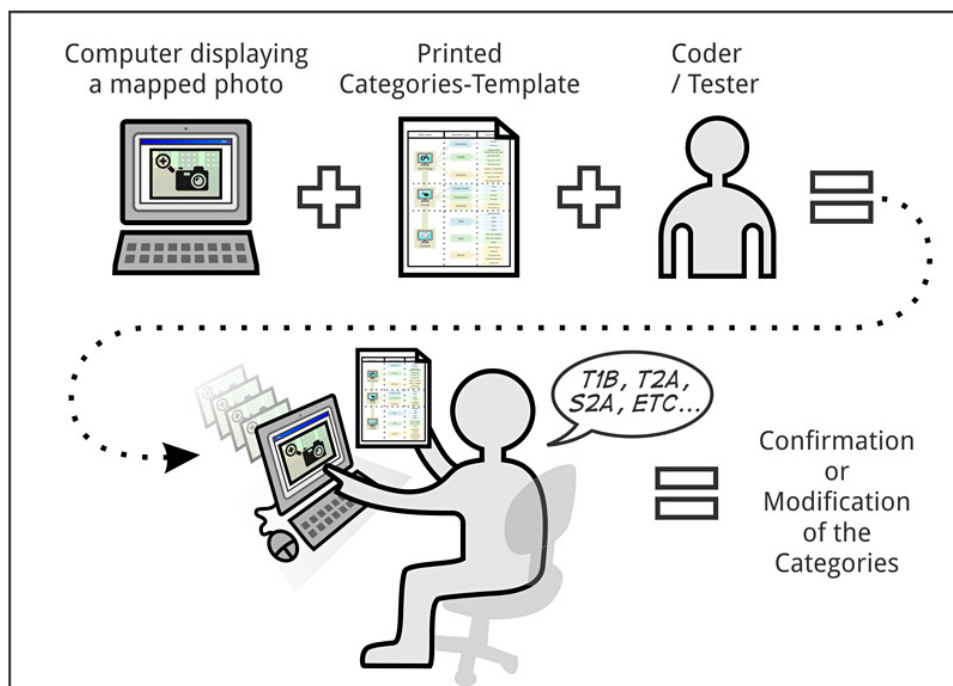 Computer displaying
a mapped photo
Printed
Categories-Template
Coder
/ Tester
T1B, T2A,
S2A, ETC...
Confirmation
or
Modification
of the
Categories